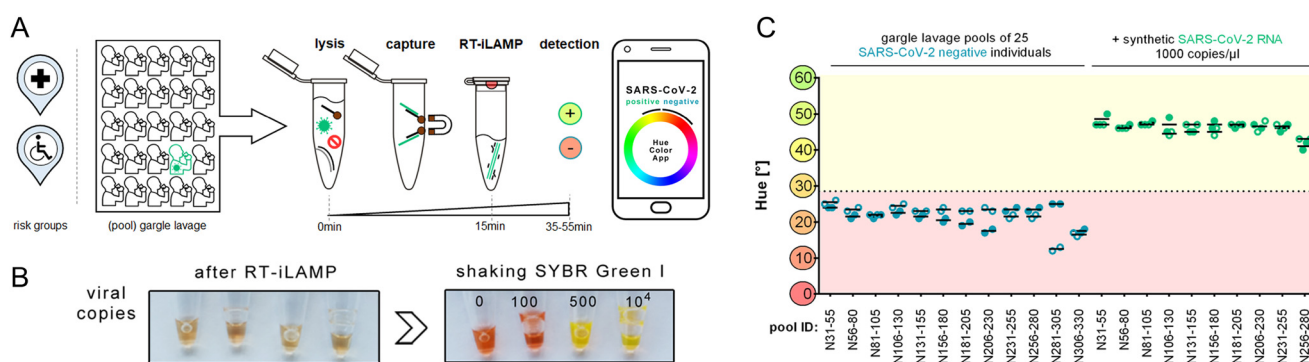 A
lysis
capture
RT-iLAMP
detection
SARS-CoV-2
positive negative
Hue
Color
App
+
-
risk groups
(pool) gargle lavage
0min
15min
35-55min
B
after RT-iLAMP
shaking SYBR Green I
viral
copies
0
100
500
10⁴
C
gargle lavage pools of 25
SARS-CoV-2 negative individuals
+ synthetic SARS-CoV-2 RNA
1000 copies/µl
Hue [°]
60
50
40
30
20
10
0
pool ID:
N31-55
N56-80
N81-105
N106-130
N131-155
N156-180
N181-205
N206-230
N231-255
N256-280
N281-305
N306-330
N31-55
N56-80
N81-105
N106-130
N131-155
N156-180
N181-205
N206-230
N231-255
N256-280